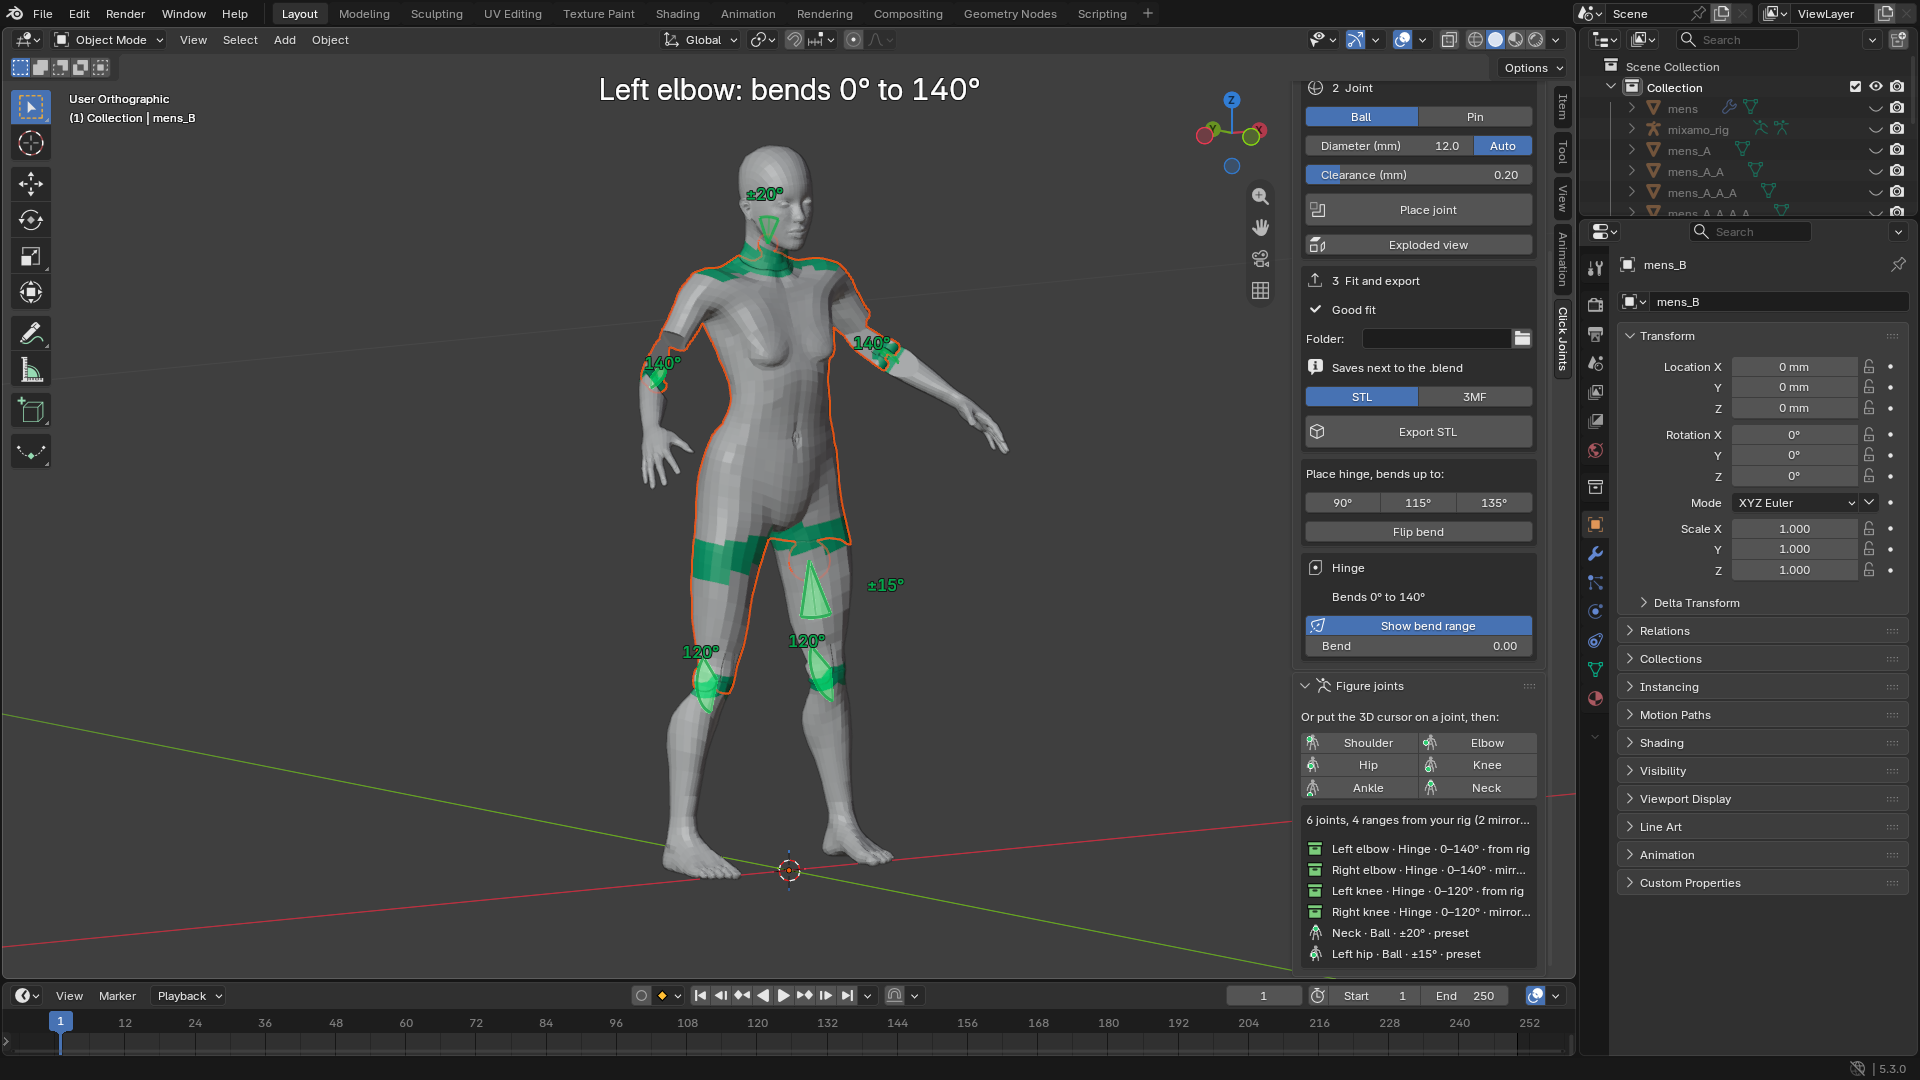 File Edit Render Window Help Layout Modeling Sculpting UV Editing Texture Paint Shading Animation Rendering Compositing Geometry Nodes Scripting + Scene ViewLayer
Object Mode View Select Add Object Global Search
Options
Left elbow: bends 0° to 140°
User Orthographic
(1) Collection | mens_B
Z
Y
X
±20°
140°
140°
±15°
120°
120°
2 Joint
Ball Pin
Diameter (mm) 12.0 Auto
Clearance (mm) 0.20
Place joint
Exploded view
3 Fit and export
Good fit
Folder:
Saves next to the .blend
STL 3MF
Export STL
Place hinge, bends up to:
90° 115° 135°
Flip bend
Hinge
Bends 0° to 140°
Show bend range
Bend 0.00
Figure joints
Or put the 3D cursor on a joint, then:
Shoulder Elbow
Hip Knee
Ankle Neck
6 joints, 4 ranges from your rig (2 mirror...
Left elbow · Hinge · 0–140° · from rig
Right elbow · Hinge · 0–140° · mirr...
Left knee · Hinge · 0–120° · from rig
Right knee · Hinge · 0–120° · mirror...
Neck · Ball · ±20° · preset
Left hip · Ball · ±15° · preset
Item
Tool
View
Animation
Click Joints
Scene Collection
Collection
mens
mixamo_rig
mens_A
mens_A_A
mens_A_A_A
mens_A_A_A_A
Search
mens_B
mens_B
Transform
Location X 0 mm
Y 0 mm
Z 0 mm
Rotation X 0°
Y 0°
Z 0°
Mode XYZ Euler
Scale X 1.000
Y 1.000
Z 1.000
Delta Transform
Relations
Collections
Instancing
Motion Paths
Shading
Visibility
Viewport Display
Line Art
Animation
Custom Properties
View Marker Playback 1 Start 1 End 250
1 12 24 36 48 60 72 84 96 108 120 132 144 156 168 180 192 204 216 228 240 252
5.3.0